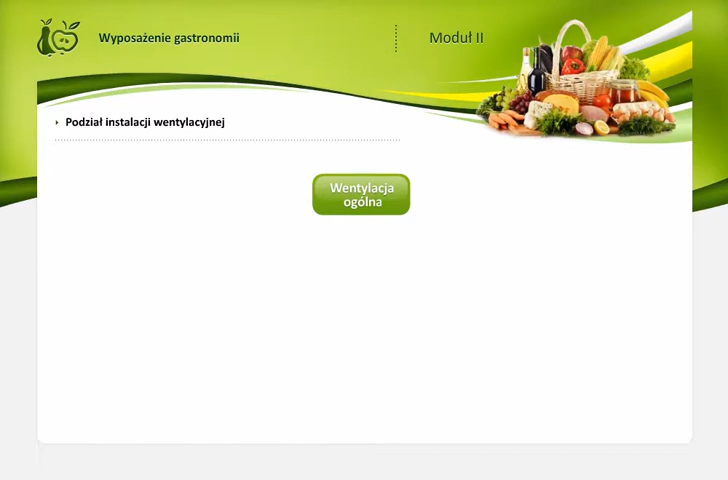 Wyposażenie gastronomii
Moduł II
Podział instalacji wentylacyjnej
Wentylacja
ogólna